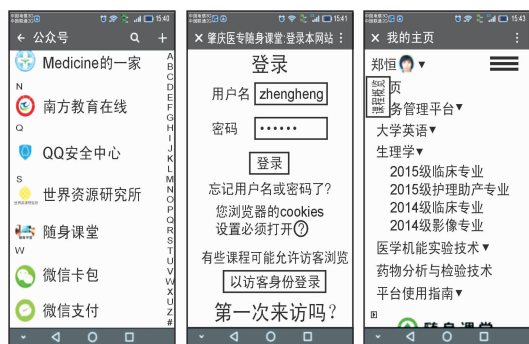 15:40
公众号
Medicine的一家
N
南方教育在线
Q
QQ安全中心
S
世界资源研究所
随身课堂
W
微信卡包
微信支付
A
B
C
D
E
F
G
H
I
J
K
L
M
N
O
P
Q
R
S
T
U
V
W
X
Y
Z
#
15:41
肇庆医专随身课堂:登录本网站
登录
用户名 zhengheng
密码 ••••••
登录
忘记用户名或密码了?
您浏览器的cookies
设置必须打开?
有些课程可能允许访客浏览
以访客身份登录
第一次来访吗?
15:43
我的主页
郑恒▼
课程概览
页
务管理平台▼
大学英语▼
生理学▼
2015级临床专业
2015级护理助产专业
2014级临床专业
2014级影像专业
医学机能实验技术▼
药物分析与检验技术
平台使用指南▼
随身课堂